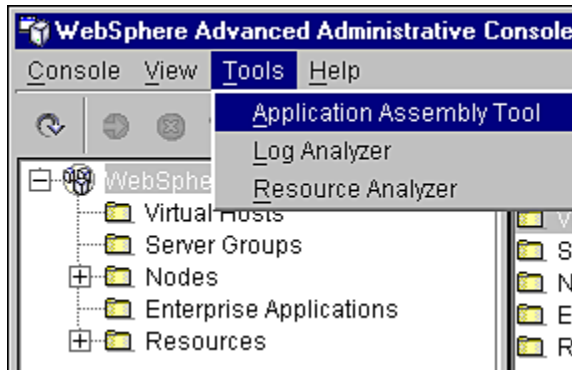 WebSphere Advanced Administrative Console
Console View Tools Help
Application Assembly Tool
Log Analyzer
Resource Analyzer
WebSphe
Virtual Hosts
Server Groups
Nodes
Enterprise Applications
Resources
V
S
N
E
R